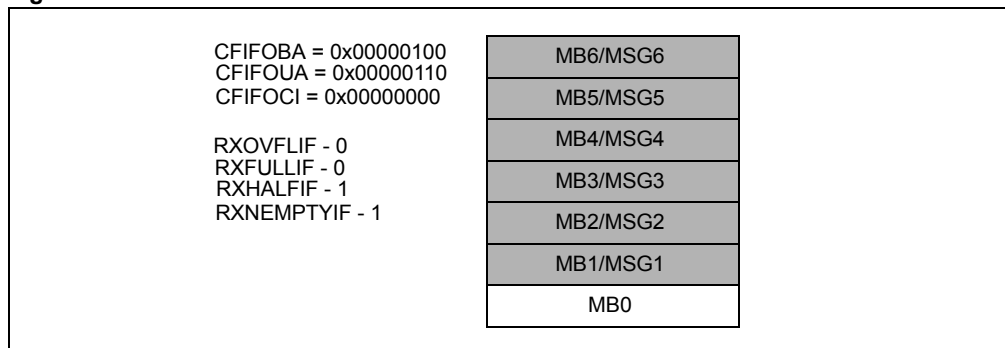 CFIFOBA = 0x00000100
CFIFOUA = 0x00000110
CFIFOCI = 0x00000000
RXOVFLIF - 0
RXFULLIF - 0
RXHALFIF - 1
RXNEMPTYIF - 1
MB6/MSG6
MB5/MSG5
MB4/MSG4
MB3/MSG3
MB2/MSG2
MB1/MSG1
MB0